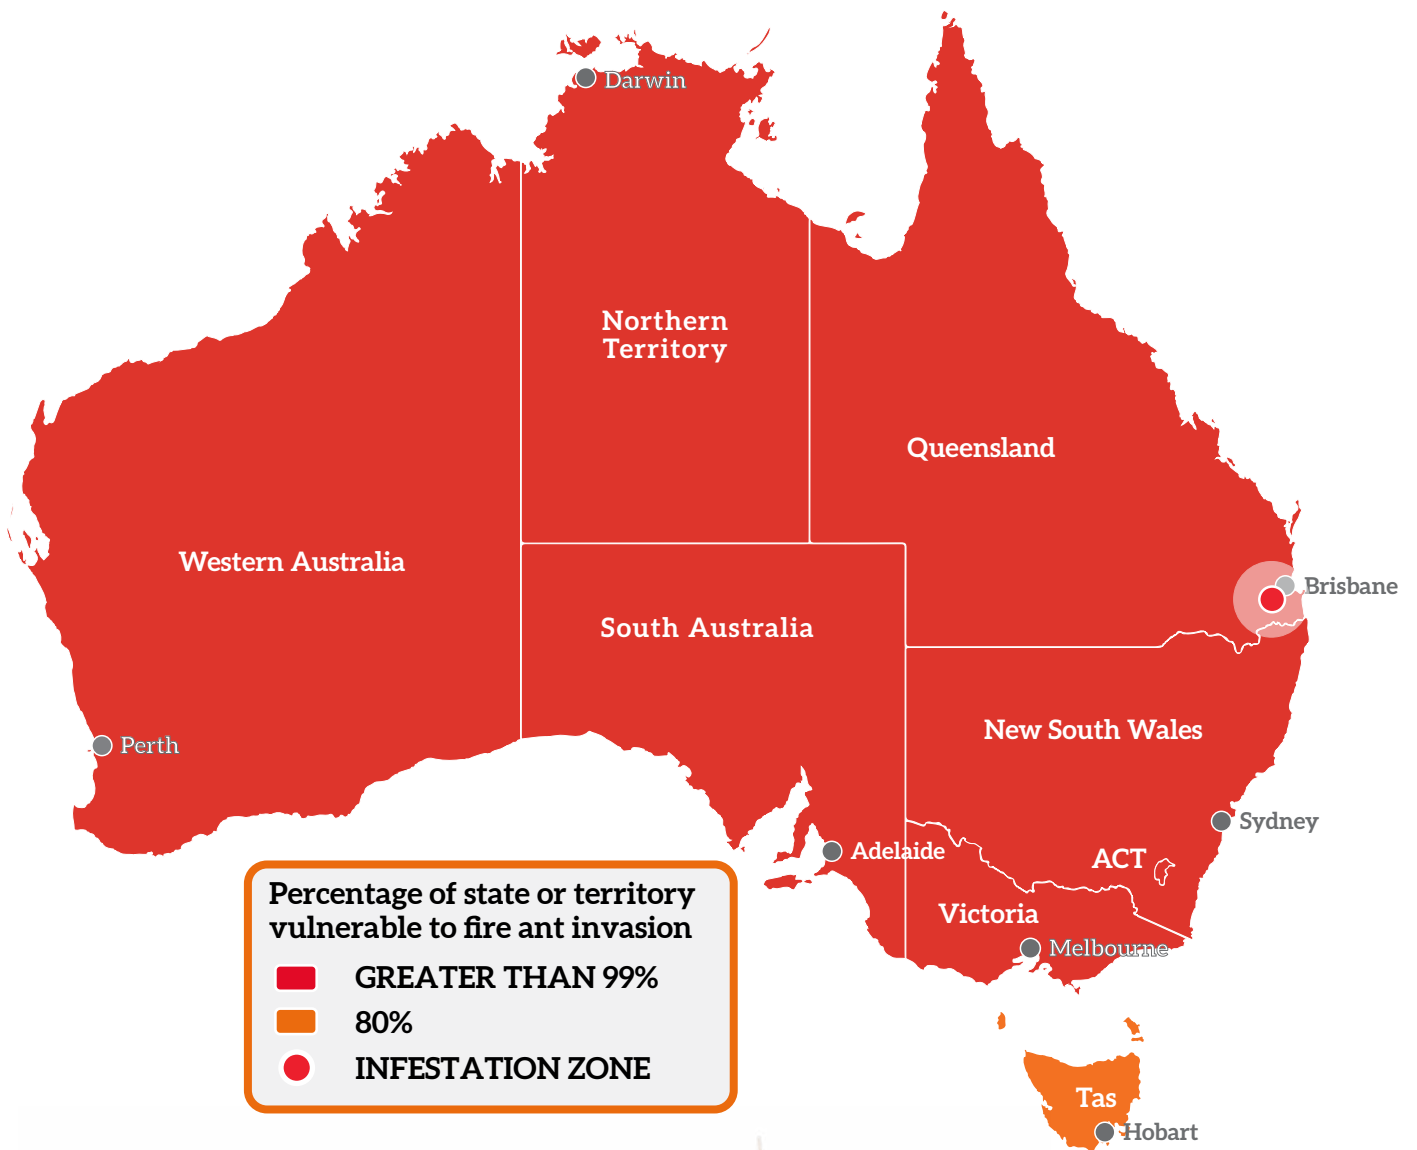 Darwin
Northern
Territory
Queensland
Western Australia
Brisbane
South Australia
New South Wales
Perth
Sydney
Adelaide
ACT
Victoria
Melbourne
Percentage of state or territory
vulnerable to fire ant invasion
GREATER THAN 99%
80%
INFESTATION ZONE
Tas
Hobart